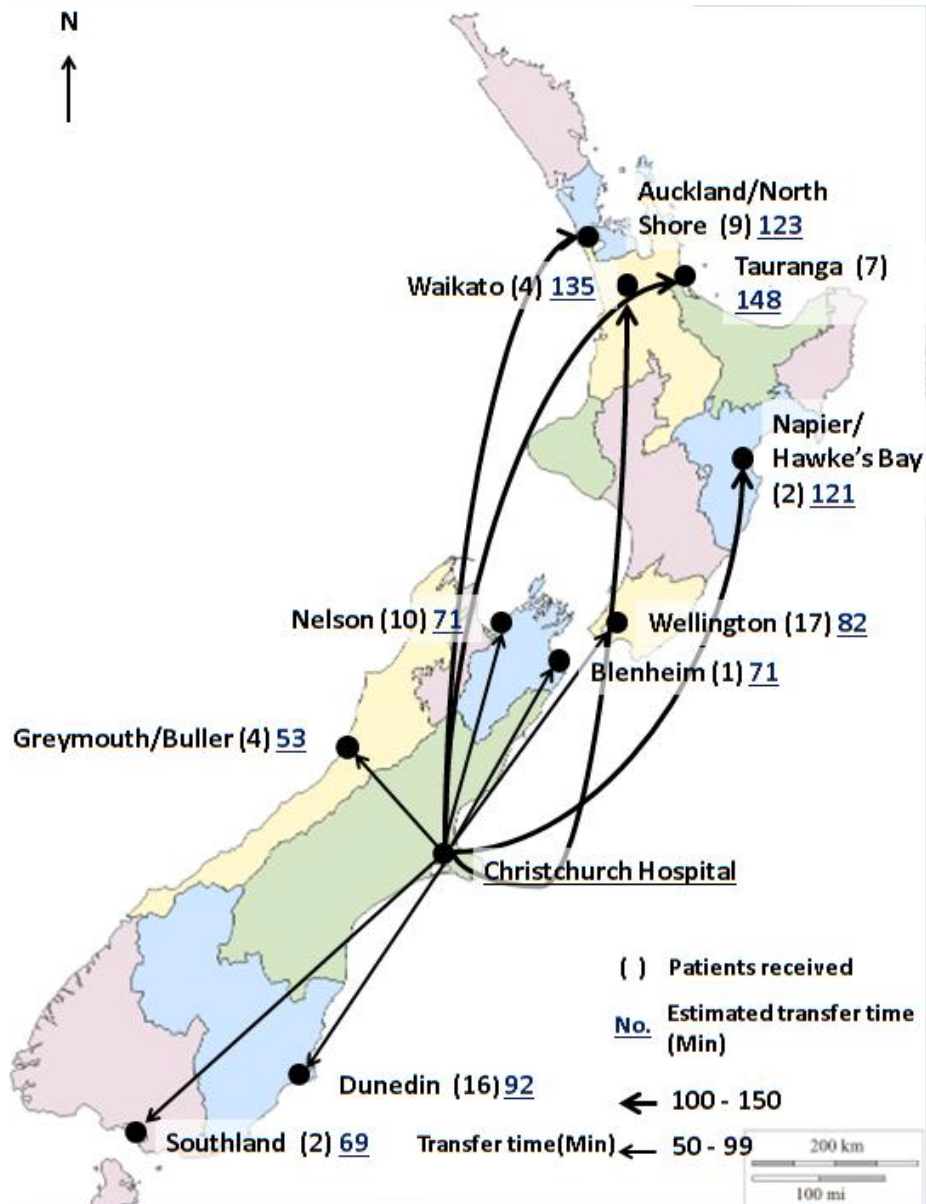 N
Auckland/North
Shore (9) 123
Waikato (4) 135
Tauranga (7)
148
Napier/
Hawke's Bay
(2) 121
Nelson (10) 71
Wellington (17) 82
Blenheim (1) 71
Greymouth/Buller (4) 53
Christchurch Hospital
( ) Patients received
No. Estimated transfer time
(Min)
Dunedin (16) 92
100 - 150
Southland (2) 69
Transfer time(Min)
50 - 99
200 km
100 mi